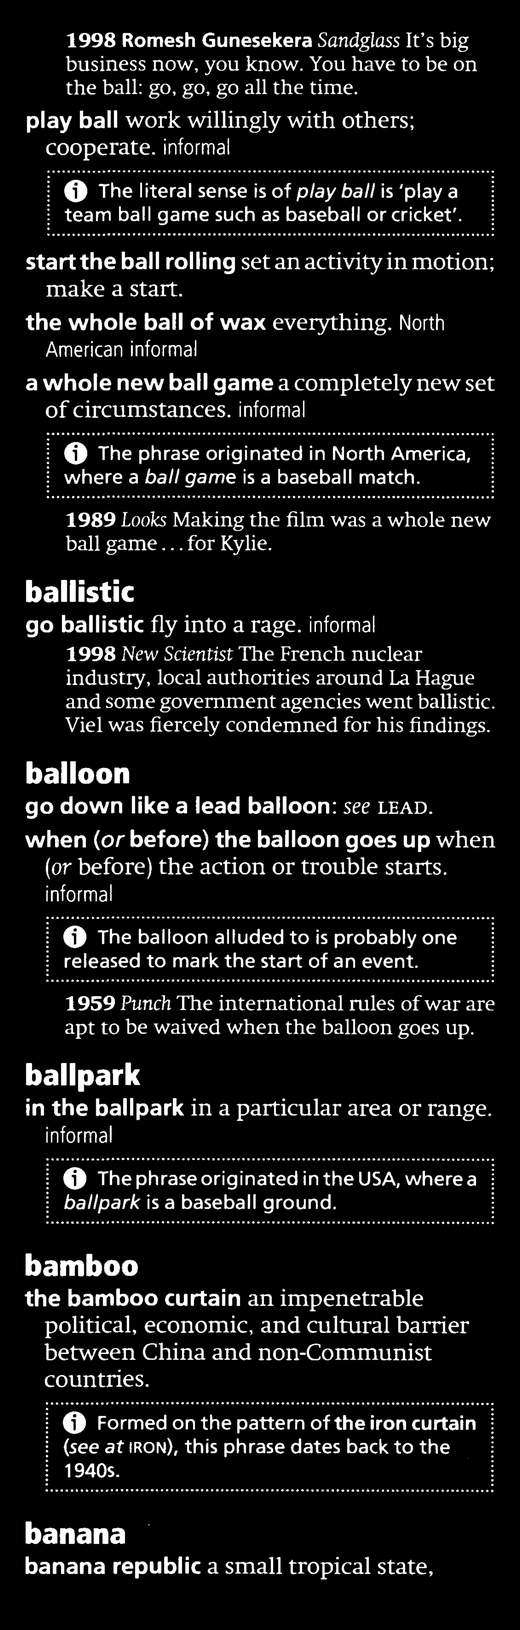 1998 Romesh Gunesekera Sandglass It's big
business now, you know. You have to be on
the ball: go, go, go all the time.
play ball work willingly with others;
cooperate. informal
The literal sense is of play ball is 'play a
team ball game such as baseball or cricket'.
start the ball rolling set an activity in motion;
make a start.
the whole ball of wax everything. North
American informal
a whole new ball game a completely new set
of circumstances. informal
The phrase originated in North America,
where a ball game is a baseball match.
1989 Looks Making the film was a whole new
ball game...for Kylie.
ballistic
go ballistic fly into a rage. informal
1998 New Scientist The French nuclear
industry, local authorities around La Hague
and some government agencies went ballistic.
Viel was fiercely condemned for his findings.
balloon
go down like a lead balloon: see LEAD.
when (or before) the balloon goes up when
(or before) the action or trouble starts.
informal
The balloon alluded to is probably one
released to mark the start of an event.
1959 Punch The international rules of war are
apt to be waived when the balloon goes up.
ballpark
in the ballpark in a particular area or range.
informal
The phrase originated in the USA, where a
ballpark is a baseball ground.
bamboo
the bamboo curtain an impenetrable
political, economic, and cultural barrier
between China and non-Communist
countries.
Formed on the pattern of the iron curtain
(see at IRON), this phrase dates back to the
1940s.
banana
banana republic a small tropical state,